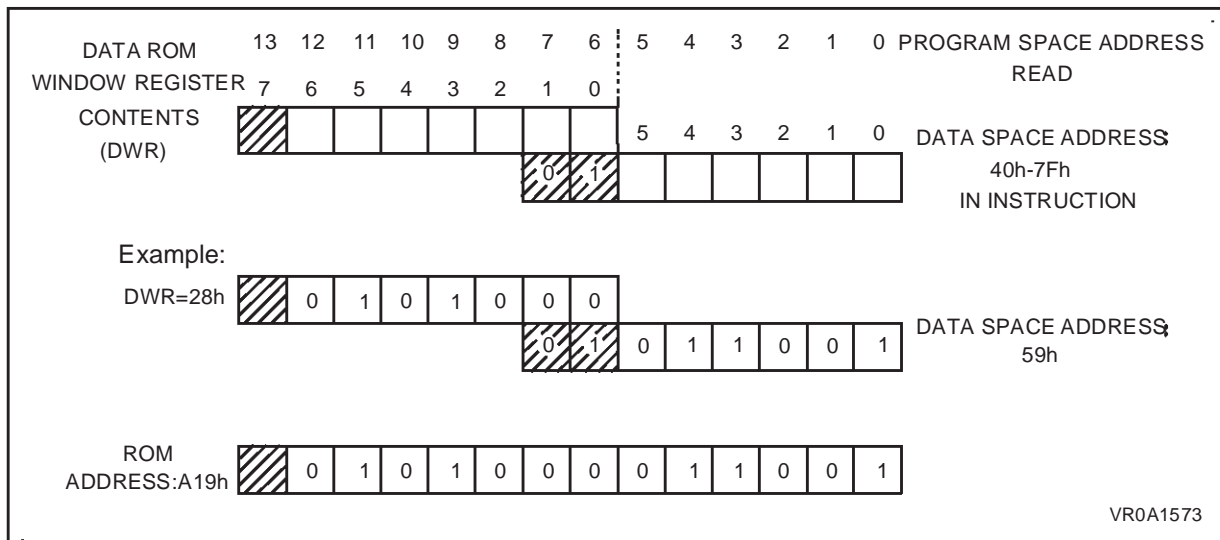 DATA ROM 13 12 11 10 9 8 7 6 5 4 3 2 1 0 PROGRAM SPACE ADDRESS
READ
WINDOW REGISTER 7 6 5 4 3 2 1 0
CONTENTS
(DWR)
5 4 3 2 1 0 DATA SPACE ADDRESS:
0 1 40h-7Fh
IN INSTRUCTION
Example:
DWR=28h 0 1 0 1 0 0 0
0 1 0 1 1 0 0 1 DATA SPACE ADDRESS:
59h
ROM
ADDRESS:A19h 0 1 0 1 0 0 0 0 1 1 0 0 1
VR0A1573